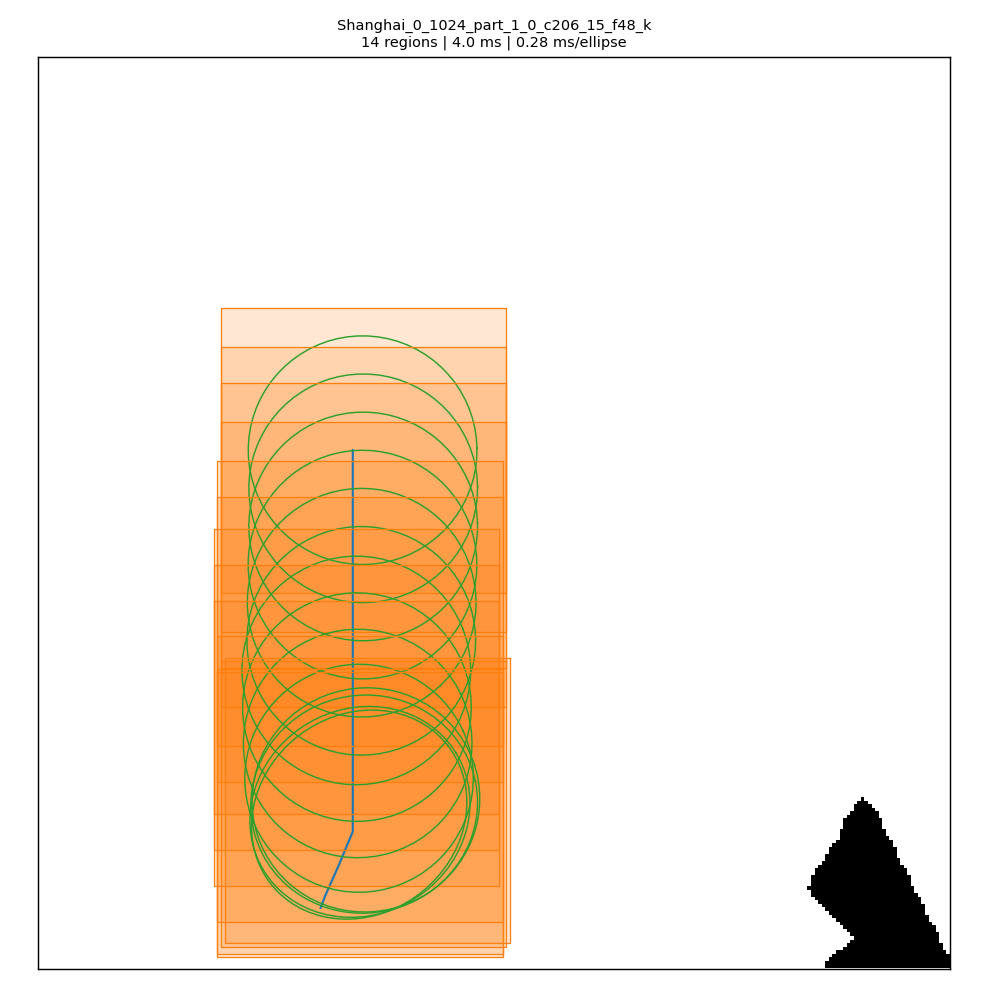 Shanghai_0_1024_part_1_0_c206_15_f48_k
14 regions | 4.0 ms | 0.28 ms/ellipse